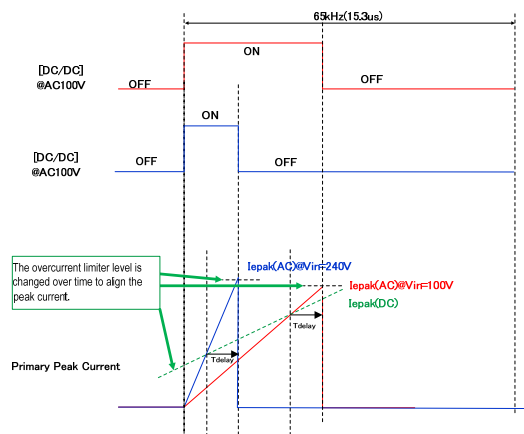 65kHz(15.3us)
[DC/DC]
@AC100V
OFF
ON
OFF
[DC/DC]
@AC100V
OFF
ON
OFF
The overcurrent limiter level is
changed over time to align the
peak current.
Iepak(AC)@Vin=240V
Iepak(AC)@Vin=100V
Iepak(DC)
Tdelay
Tdelay
Primary Peak Current